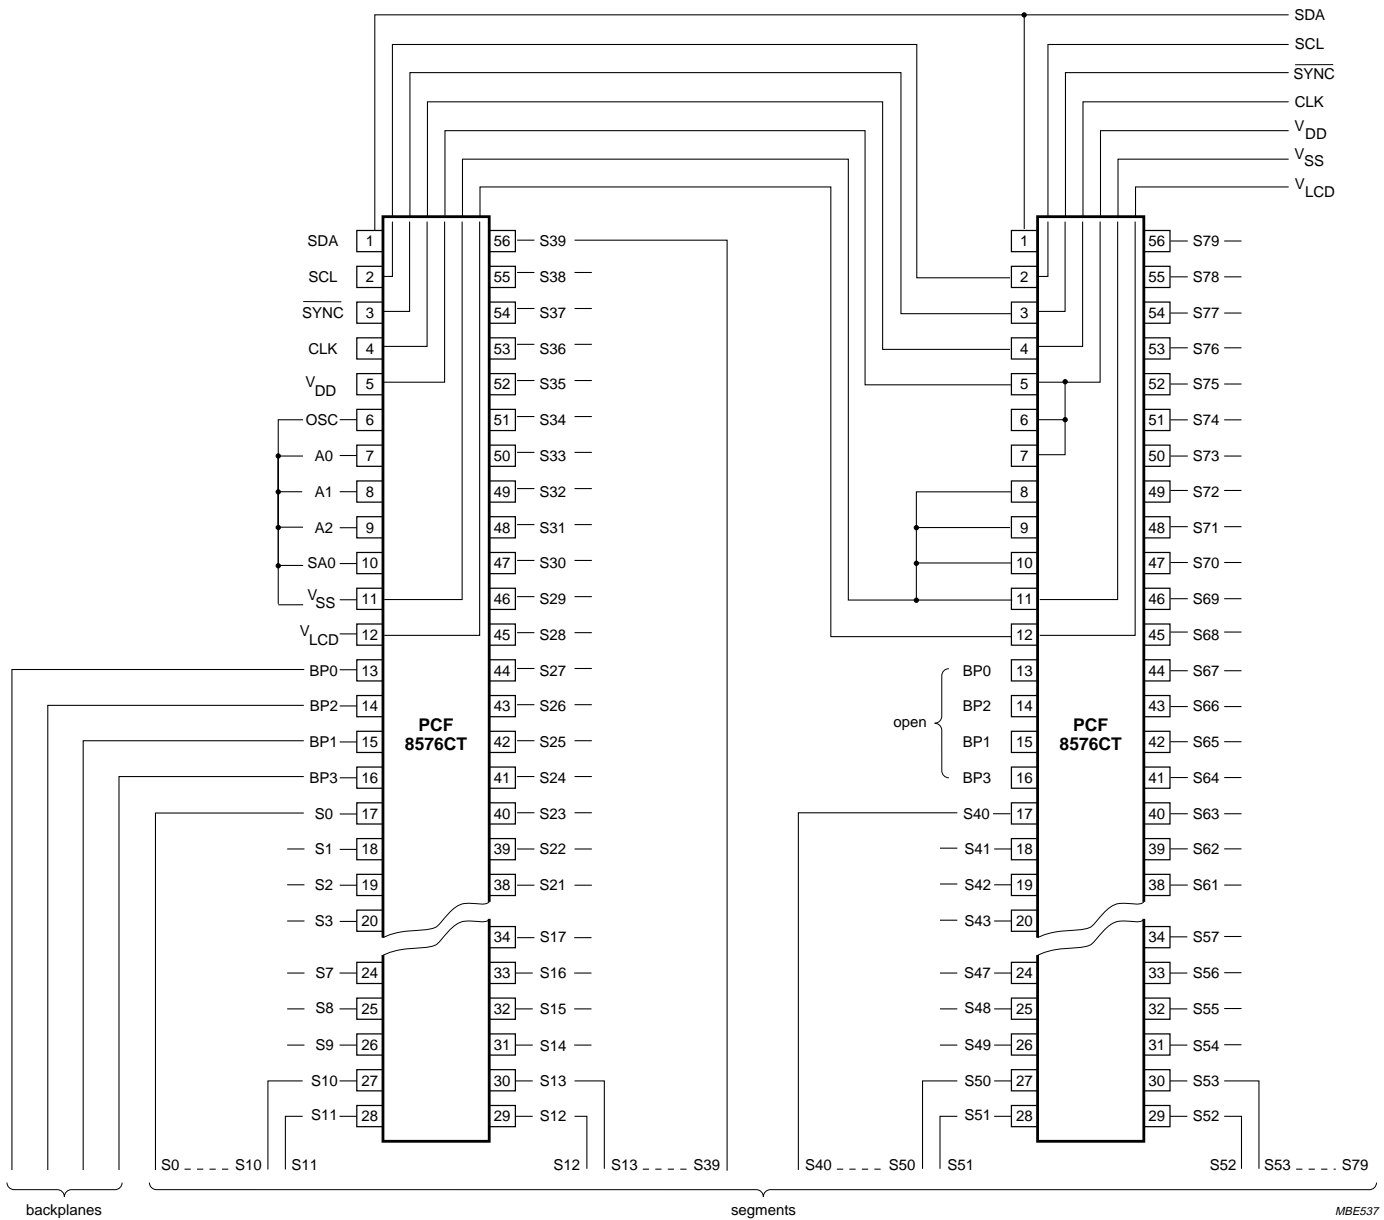 SDA
SCL
SYNC
CLK
VDD
VSS
VLCD
SDA 1 56 S39
SCL 2 55 S38
SYNC 3 54 S37
CLK 4 53 S36
VDD 5 52 S35
OSC 6 51 S34
A0 7 50 S33
A1 8 49 S32
A2 9 48 S31
SA0 10 47 S30
VSS 11 46 S29
VLCD 12 45 S28
BP0 13 44 S27
BP2 14 43 S26
BP1 15 42 S25
BP3 16 41 S24
S0 17 40 S23
S1 18 39 S22
S2 19 38 S21
S3 20
34 S17
S7 24 33 S16
S8 25 32 S15
S9 26 31 S14
S10 27 30 S13
S11 28 29 S12
PCF
8576CT
1 56 S79
2 55 S78
3 54 S77
4 53 S76
5 52 S75
6 51 S74
7 50 S73
8 49 S72
9 48 S71
10 47 S70
11 46 S69
12 45 S68
BP0 13 44 S67
BP2 14 43 S66
open
BP1 15 42 S65
BP3 16 41 S64
S40 17 40 S63
S41 18 39 S62
S42 19 38 S61
S43 20
34 S57
S47 24 33 S56
S48 25 32 S55
S49 26 31 S54
S50 27 30 S53
S51 28 29 S52
PCF
8576CT
S0 S10 S11 S12 S13 S39 S40 S50 S51 S52 S53 S79
backplanes
segments
MBE537